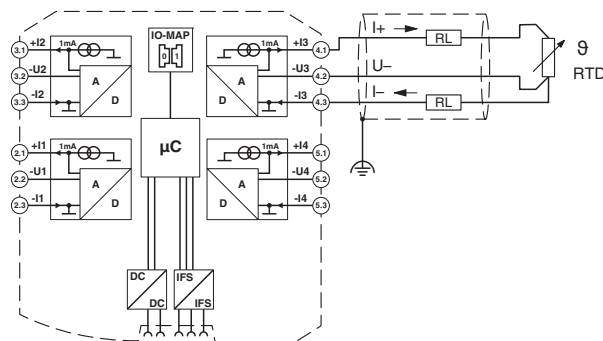 IO-MAP
0 1
3.1 +I2 1mA
3.2 -U2 A
3.3 -I2 D
1mA +I3 4.1
A -U3 4.2
D -I3 4.3
I+ RL
U–
I– RL
ϑ
RTD
µC
2.1 +I1 1mA
2.2 -U1 A
2.3 -I1 D
1mA +I4 5.1
A -U4 5.2
D -I4 5.3
DC
DC
IFS
IFS